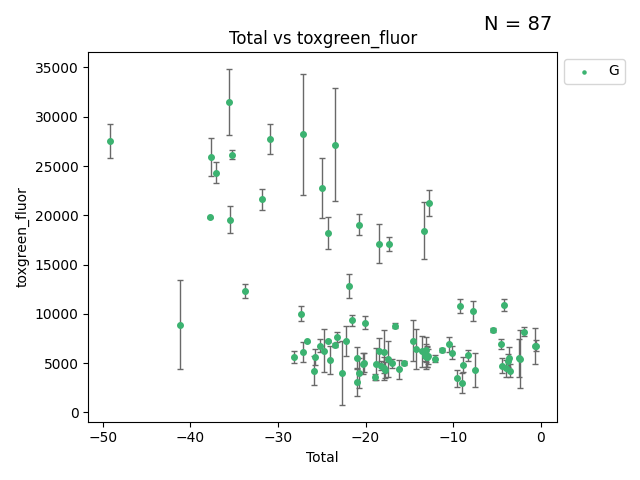 N = 87
Total vs toxgreen_fluor
G
toxgreen_fluor
35000
30000
25000
20000
15000
10000
5000
0
−50 −40 −30 −20 −10 0
Total